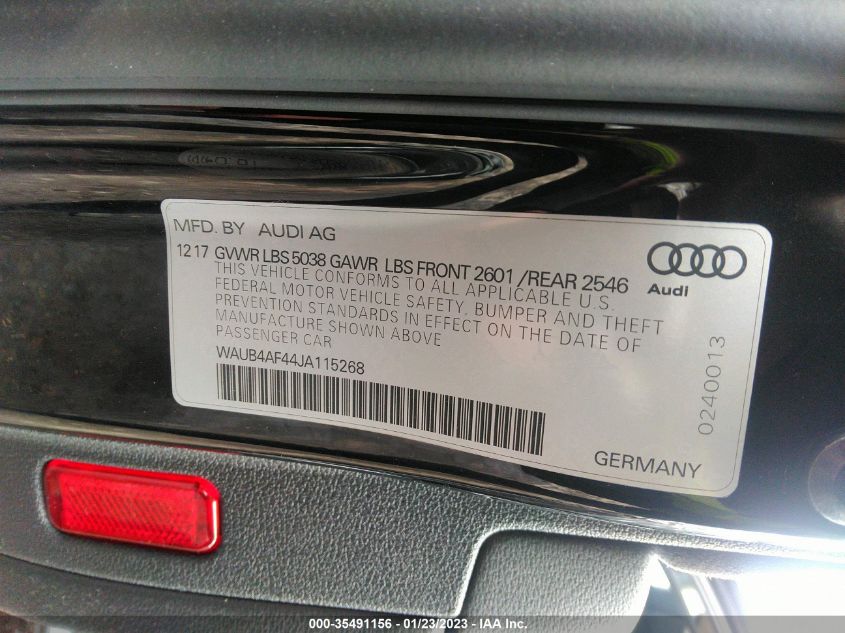 MFD. BY AUDI AG
12 17 GVWR LBS 5038 GAWR LBS FRONT 2601 /REAR 2546
THIS VEHICLE CONFORMS TO ALL APPLICABLE U.S.
FEDERAL MOTOR VEHICLE SAFETY, BUMPER AND THEFT
PREVENTION STANDARDS IN EFFECT ON THE DATE OF
MANUFACTURE SHOWN ABOVE
PASSENGER CAR
WAUB4AF44JA115268
Audi
0240013
GERMANY
000-35491156 - 01/23/2023 - IAA Inc.